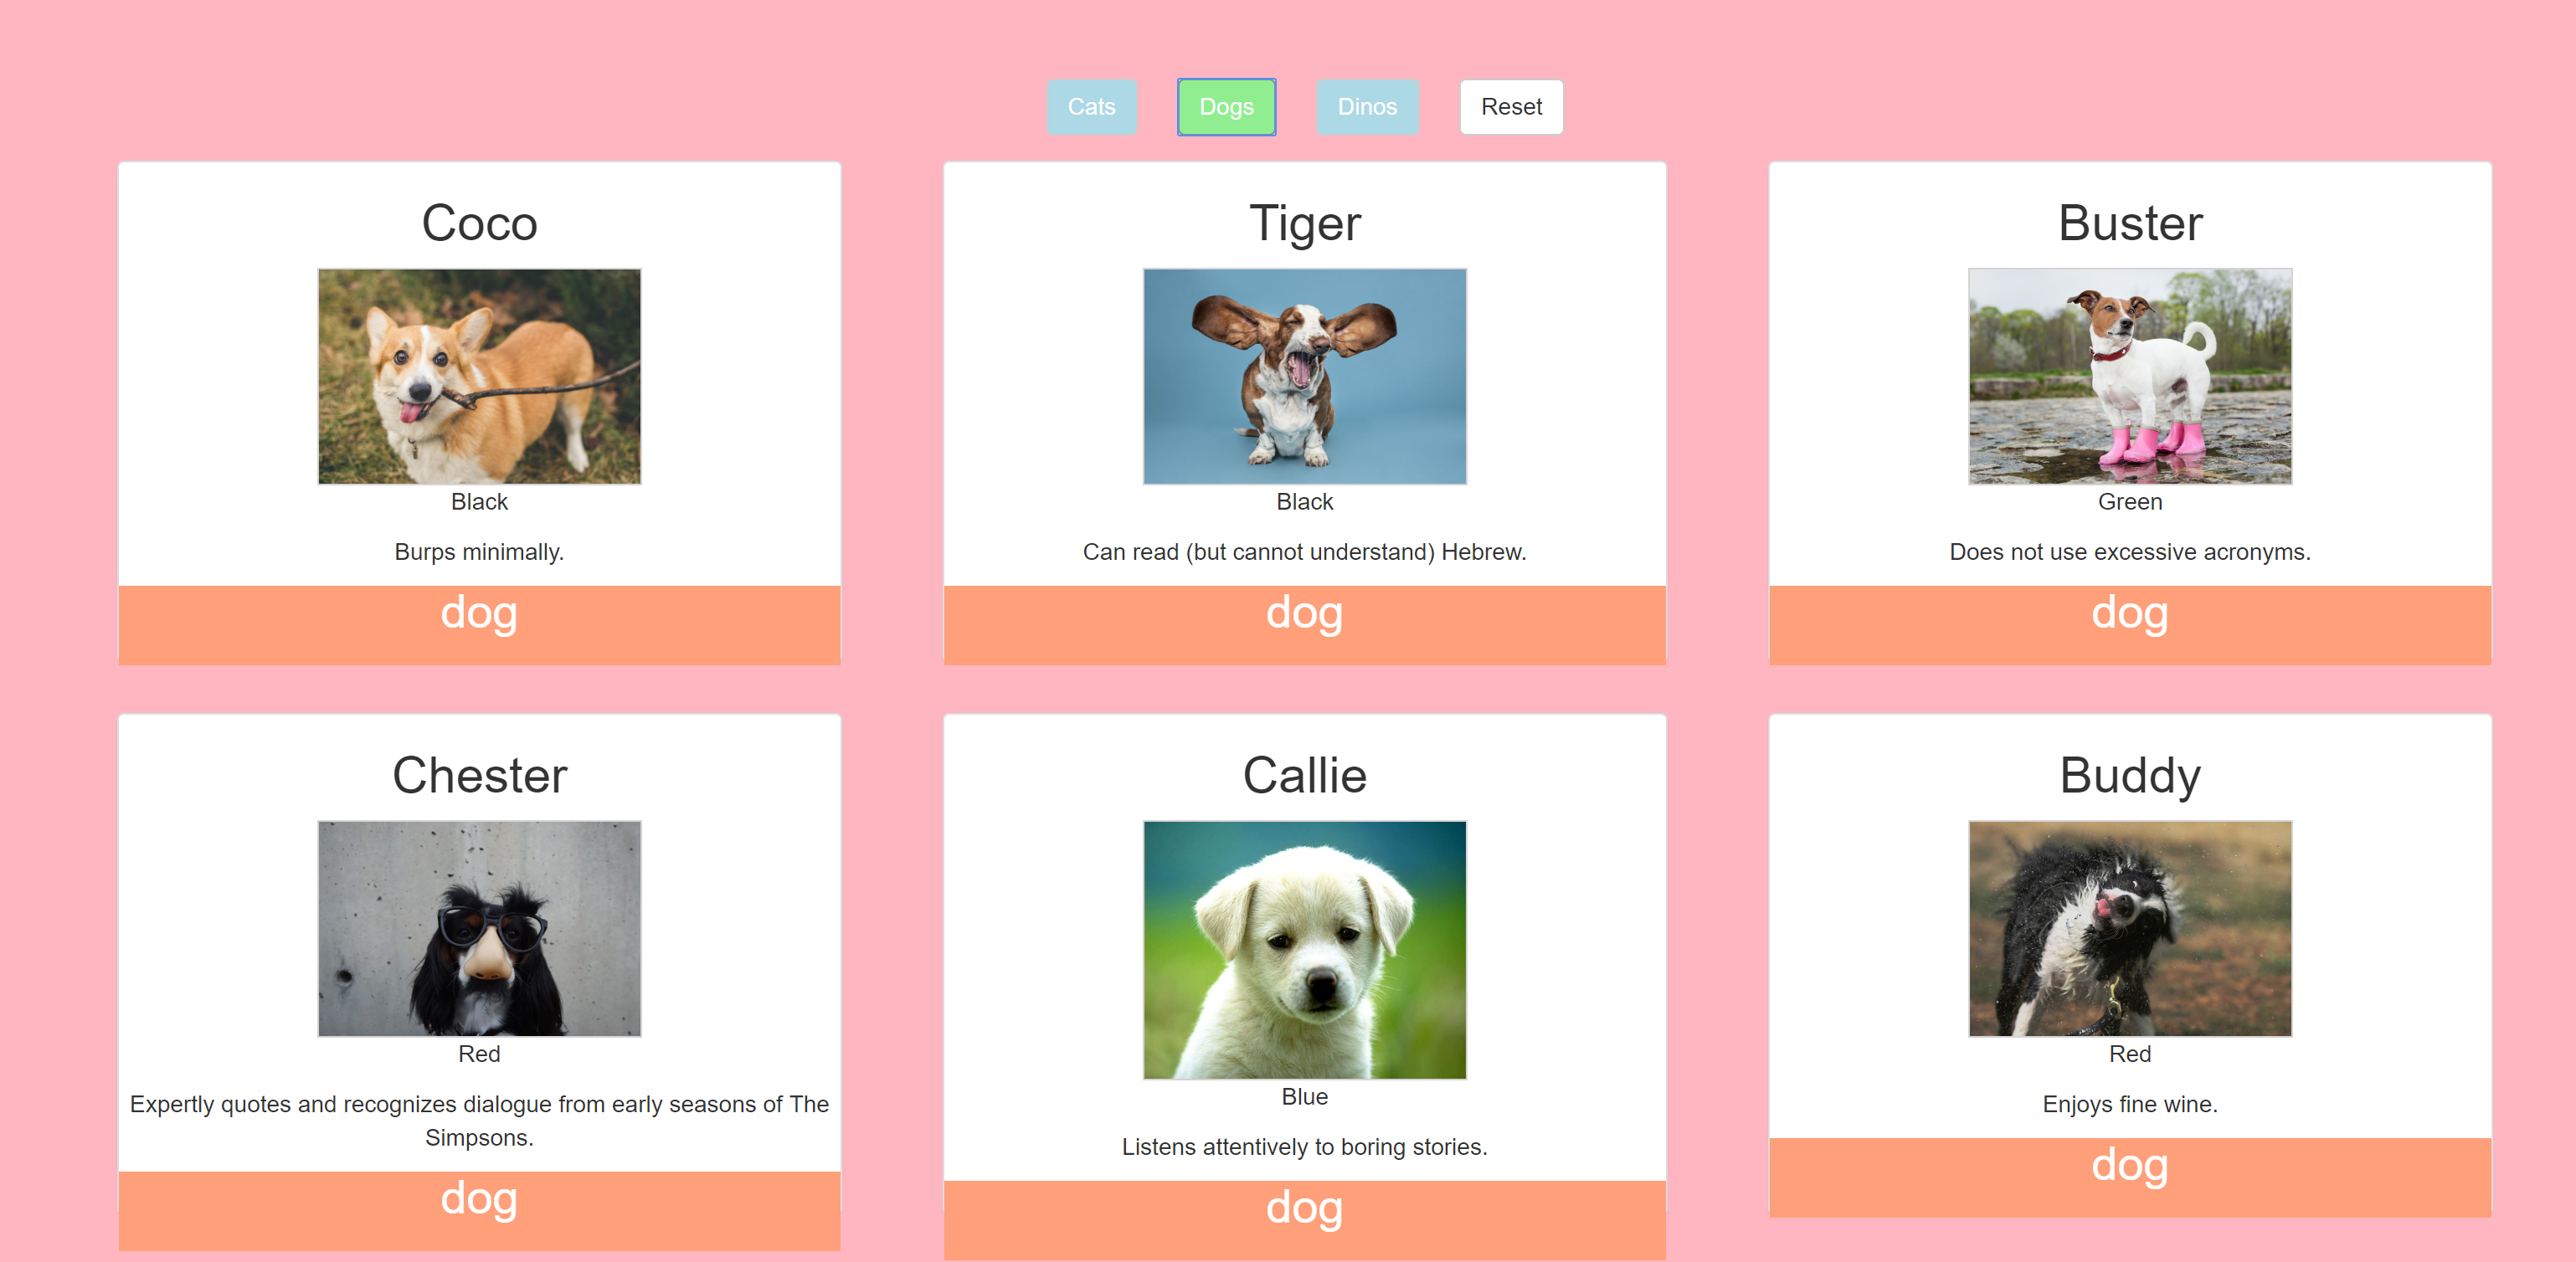 Cats Dogs Dinos Reset
Coco
Black
Burps minimally.
dog
Tiger
Black
Can read (but cannot understand) Hebrew.
dog
Buster
Green
Does not use excessive acronyms.
dog
Chester
Red
Expertly quotes and recognizes dialogue from early seasons of The
Simpsons.
dog
Callie
Blue
Listens attentively to boring stories.
dog
Buddy
Red
Enjoys fine wine.
dog